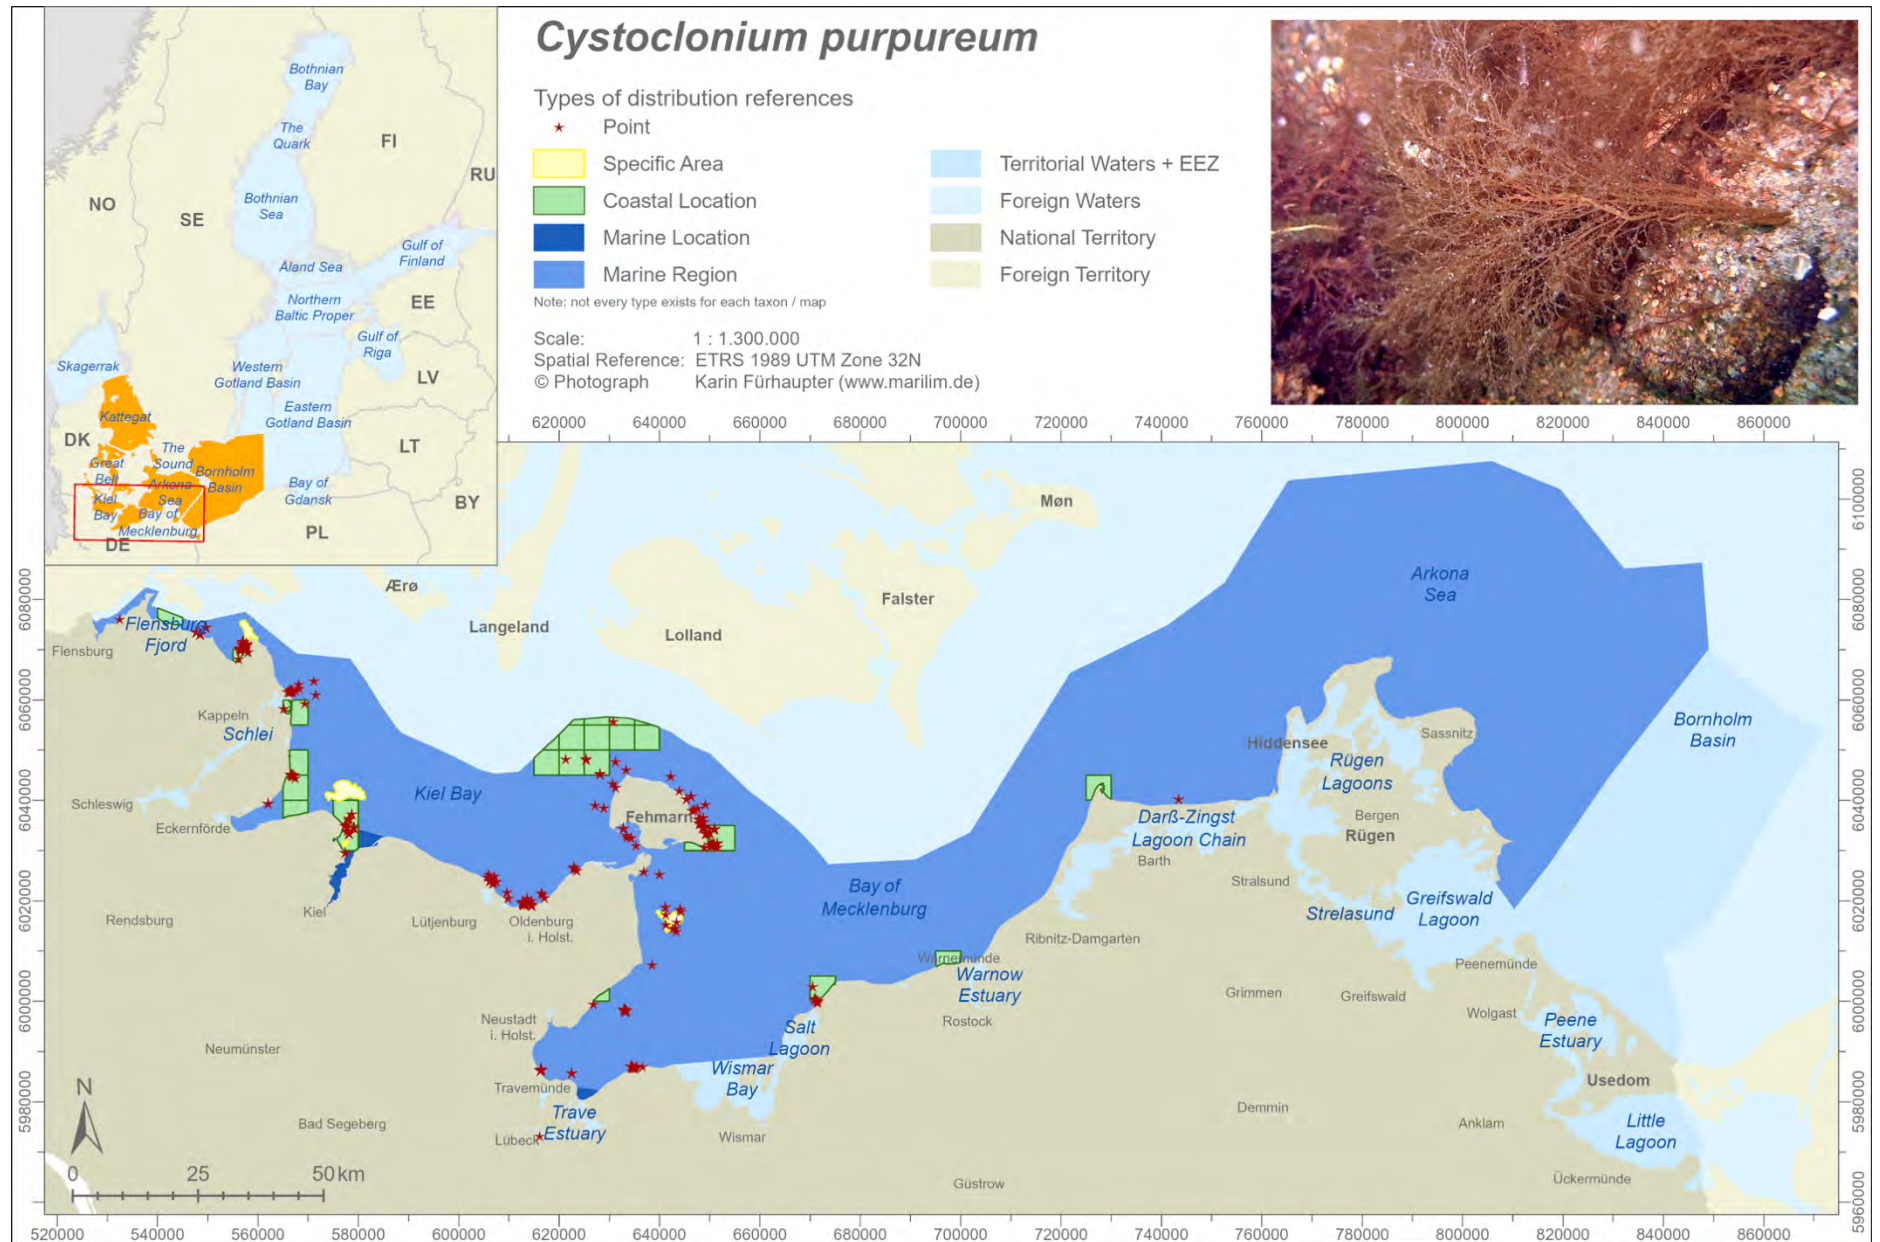 Cystoclonium purpureum
Types of distribution references
Point
Specific Area
Coastal Location
Marine Location
Marine Region
Territorial Waters + EEZ
Foreign Waters
National Territory
Foreign Territory
Note: not every type exists for each taxon / map
Scale: 1 : 1.300.000
Spatial Reference: ETRS 1989 UTM Zone 32N
© Photograph Karin Fürhaupter (www.marilim.de)
Bothnian
Bay
The
Quark
FI
RU
NO
SE
Bothnian
Sea
Gulf of
Finland
Åland Sea
Northern
Baltic Proper
EE
Gulf of
Riga
Skagerrak
Western
Gotland Basin
LV
Kattegat
Eastern
Gotland Basin
DK
The
Sound
LT
Great
Belt
Arkona
Sea
Bornholm
Basin
Kiel
Bay
Bay of
Mecklenburg
Bay of
Gdansk
BY
PL
DE
620000 640000 660000 680000 700000 720000 740000 760000 780000 800000 820000 840000 860000
6100000
6080000
6060000
6040000
6020000
6000000
5980000
5960000
6080000
6060000
6040000
6020000
6000000
5980000
Møn
Ærø
Langeland
Lolland
Falster
Arkona
Sea
Flensburg
Fjord
Flensburg
Kappeln
Schlei
Bornholm
Basin
Hiddensee
Sassnitz
Rügen
Lagoons
Kiel Bay
Schleswig
Eckernförde
Fehmarn
Bergen
Rügen
Darß-Zingst
Lagoon Chain
Barth
Stralsund
Bay of
Mecklenburg
Strelasund
Greifswald
Lagoon
Rendsburg
Kiel
Lütjenburg
Oldenburg
i. Holst.
Ribnitz-Damgarten
Warnemünde
Warnow
Estuary
Peenemünde
Grimmen
Greifswald
Wolgast
Neustadt
i. Holst.
Rostock
Salt
Lagoon
Peene
Estuary
Neumünster
Wismar
Bay
Travemünde
Usedom
Trave
Estuary
Bad Segeberg
Lübeck
Wismar
Demmin
Anklam
Little
Lagoon
Güstrow
Ückermünde
N
0 25 50 km
520000 540000 560000 580000 600000 620000 640000 660000 680000 700000 720000 740000 760000 780000 800000 820000 840000 860000